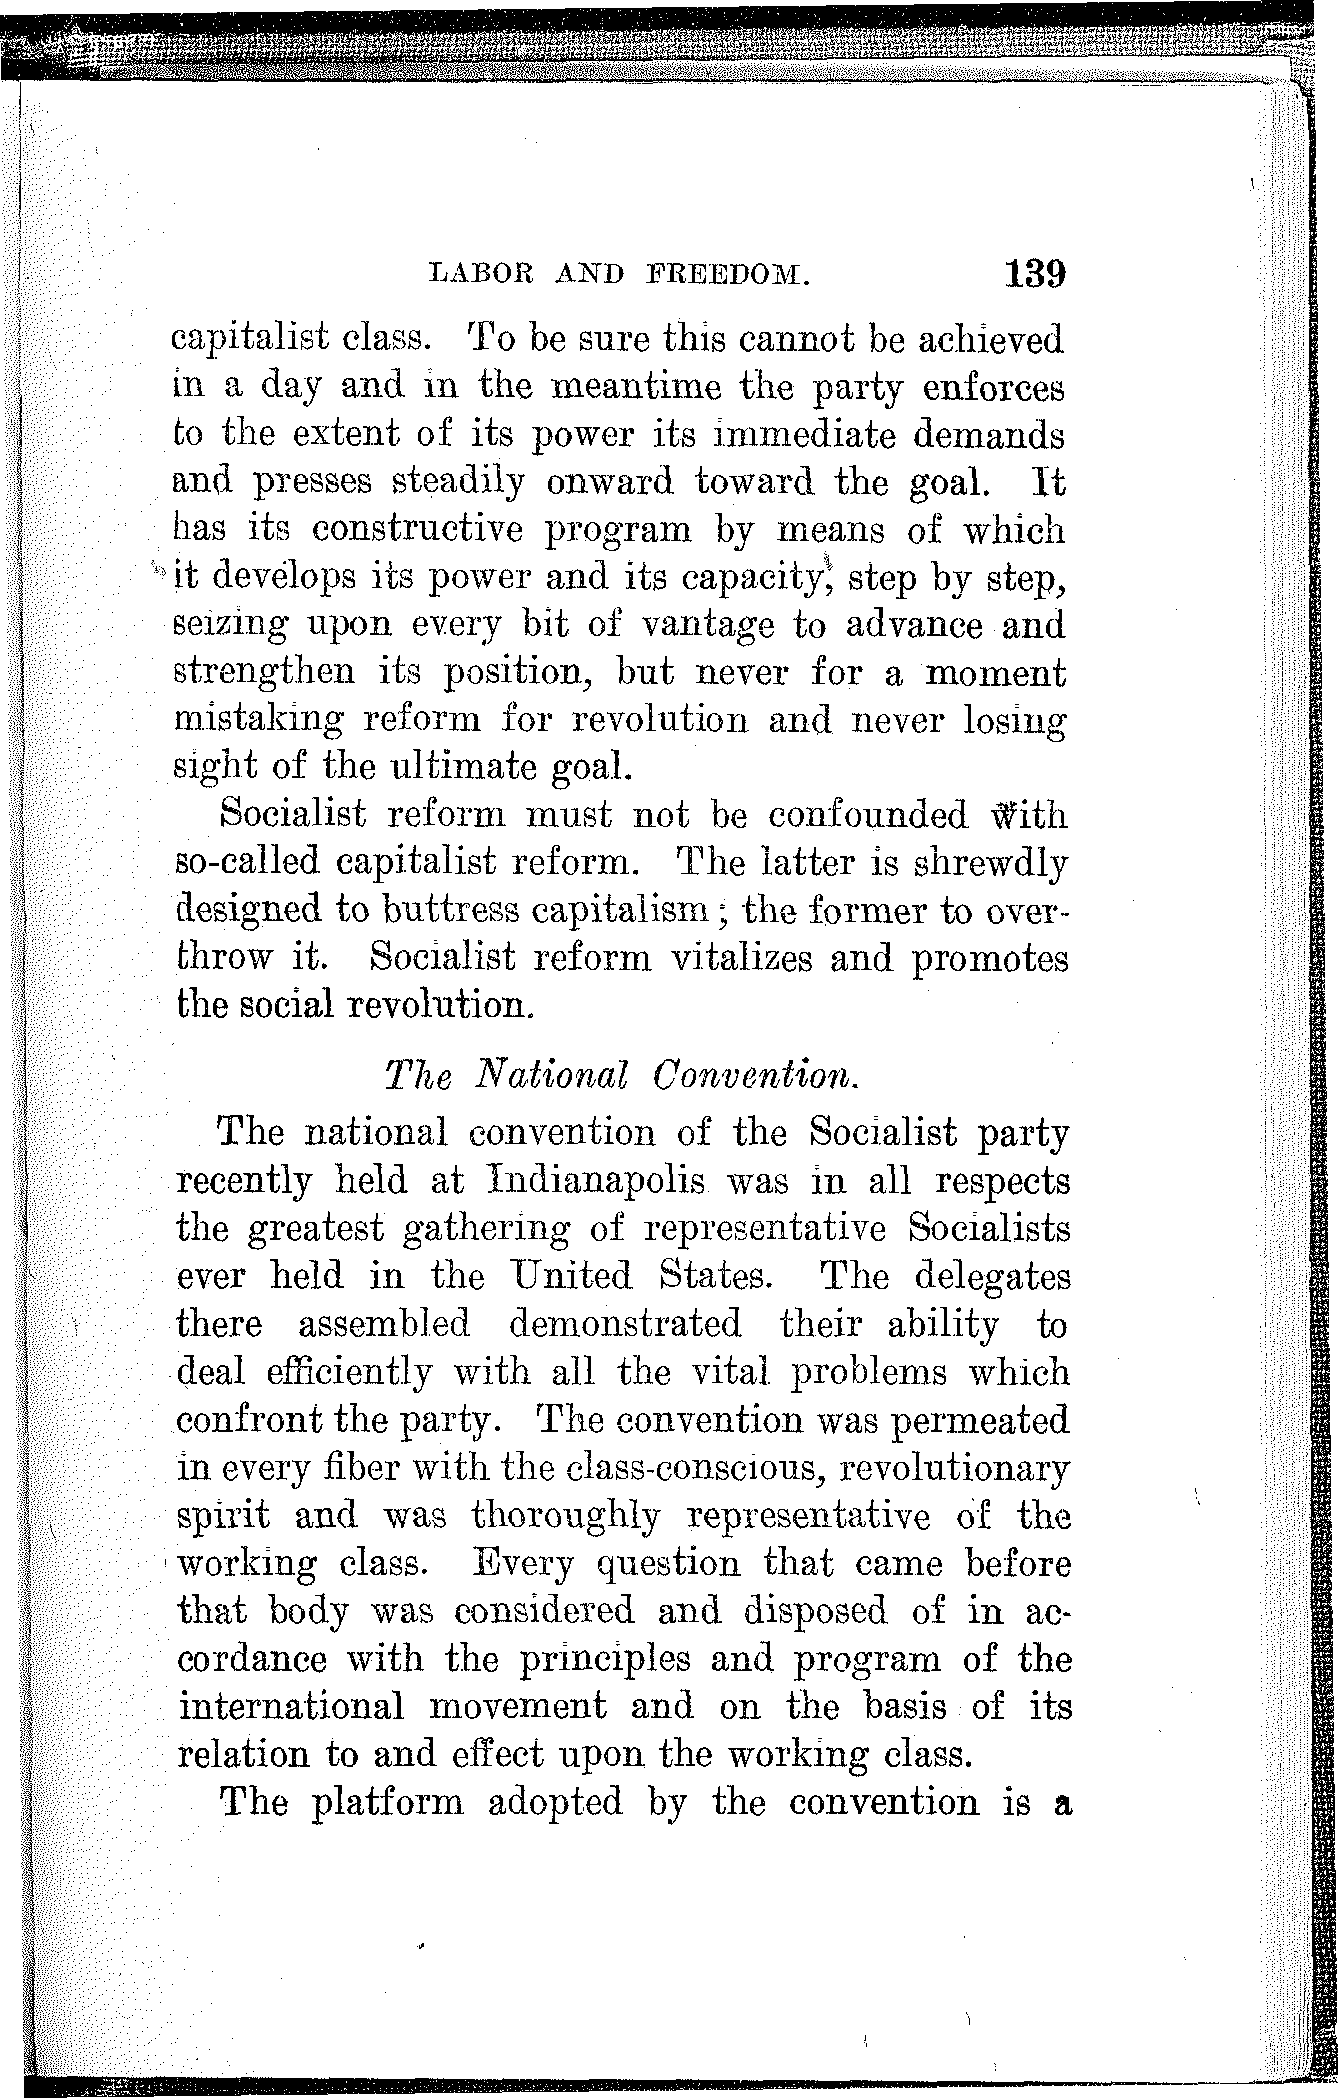 LABOR AND FREEDOM. 139
capitalist class. To be sure this cannot be achieved
in a day and in the meantime the party enforces
to the extent of its power its immediate demands
and presses steadily onward toward the goal. It
has its constructive program by means of which
it develops its power and its capacity, step by step,
seizing upon every bit of vantage to advance and
strengthen its position, but never for a moment
mistaking reform for revolution and never losing
sight of the ultimate goal.
Socialist reform must not be confounded with
so-called capitalist reform. The latter is shrewdly
designed to buttress capitalism; the former to over-
throw it. Socialist reform vitalizes and promotes
the social revolution.
The National Convention.
The national convention of the Socialist party
recently held at Indianapolis was in all respects
the greatest gathering of representative Socialists
ever held in the United States. The delegates
there assembled demonstrated their ability to
deal efficiently with all the vital problems which
confront the party. The convention was permeated
in every fiber with the class-conscious, revolutionary
spirit and was thoroughly representative of the
working class. Every question that came before
that body was considered and disposed of in ac-
cordance with the principles and program of the
international movement and on the basis of its
relation to and effect upon the working class.
The platform adopted by the convention is a